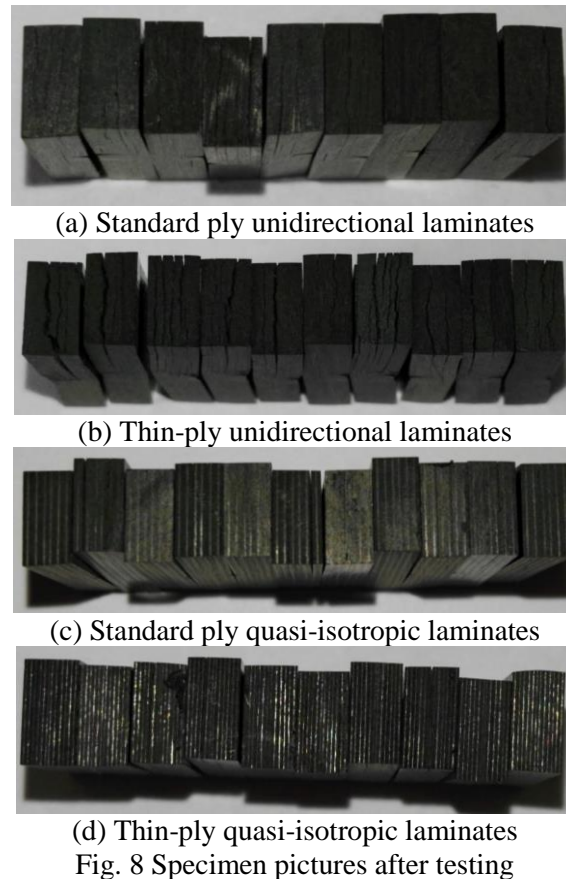 (a) Standard ply unidirectional laminates
(b) Thin-ply unidirectional laminates
(c) Standard ply quasi-isotropic laminates
(d) Thin-ply quasi-isotropic laminates
Fig. 8 Specimen pictures after testing